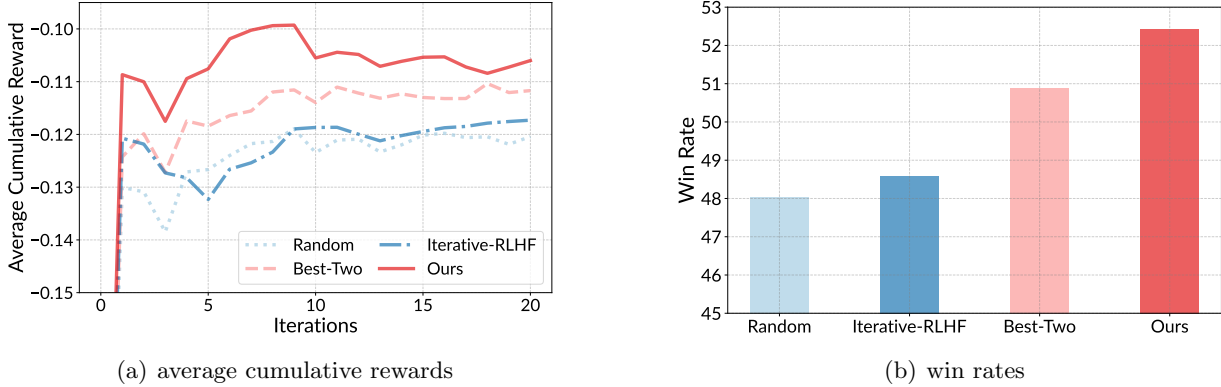 Average Cumulative Reward
−0.10
−0.11
−0.12
−0.13
−0.14
−0.15
0 5 10 15 20
Iterations
Random Iterative-RLHF
Best-Two Ours
(a) average cumulative rewards
Win Rate
53
52
51
50
49
48
47
46
45
Random Iterative-RLHF Best-Two Ours
(b) win rates